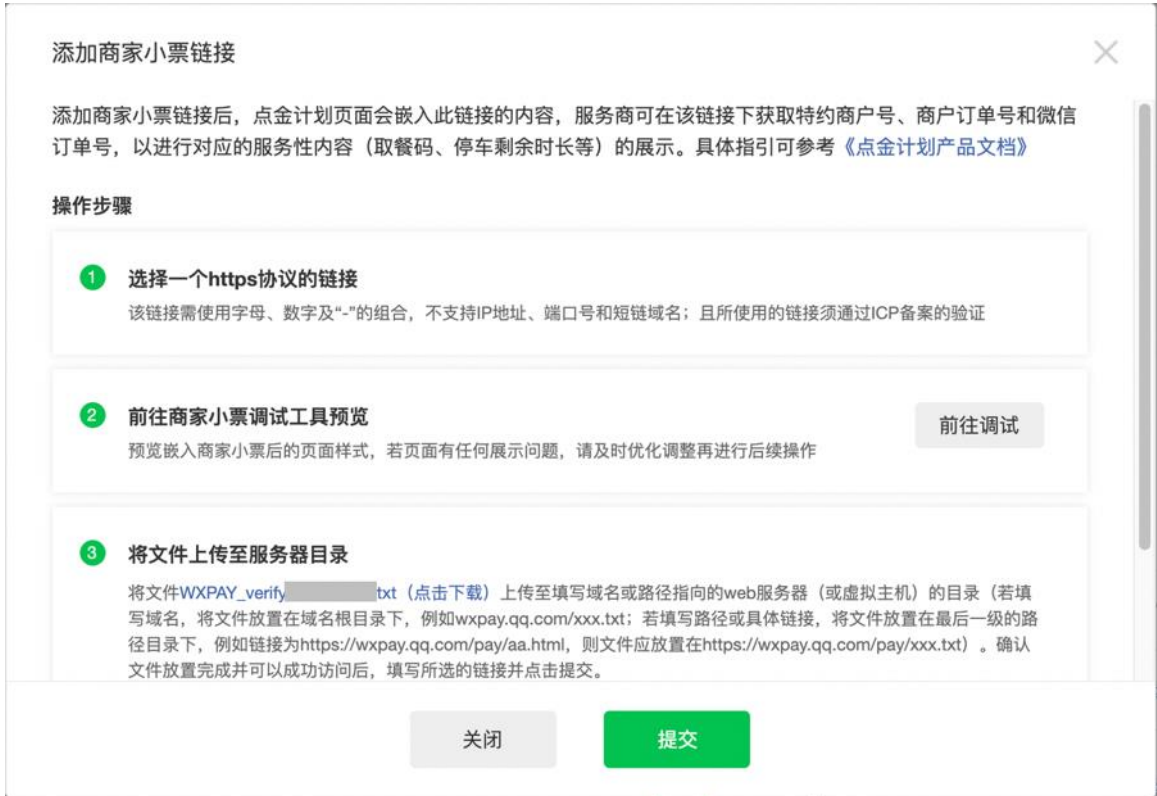 添加商家小票链接
添加商家小票链接后，点金计划页面会嵌入此链接的内容，服务商可在该链接下获取特约商户号、商户订单号和微信
订单号，以进行对应的服务性内容（取餐码、停车剩余时长等）的展示。具体指引可参考《点金计划产品文档》
操作步骤
1 选择一个https协议的链接
该链接需使用字母、数字及“-”的组合，不支持IP地址、端口号和短链域名；且所使用的链接须通过ICP备案的验证
2 前往商家小票调试工具预览
预览嵌入商家小票后的页面样式，若页面有任何展示问题，请及时优化调整再进行后续操作
前往调试
3 将文件上传至服务器目录
将文件WXPAY_verify txt（点击下载）上传至填写域名或路径指向的web服务器（或虚拟主机）的目录（若填
写域名，将文件放置在域名根目录下，例如wxpay.qq.com/xxx.txt；若填写路径或具体链接，将文件放置在最后一级的路
径目录下，例如链接为https://wxpay.qq.com/pay/aa.html，则文件应放置在https://wxpay.qq.com/pay/xxx.txt）。确认
文件放置完成并可以成功访问后，填写所选的链接并点击提交。
关闭
提交